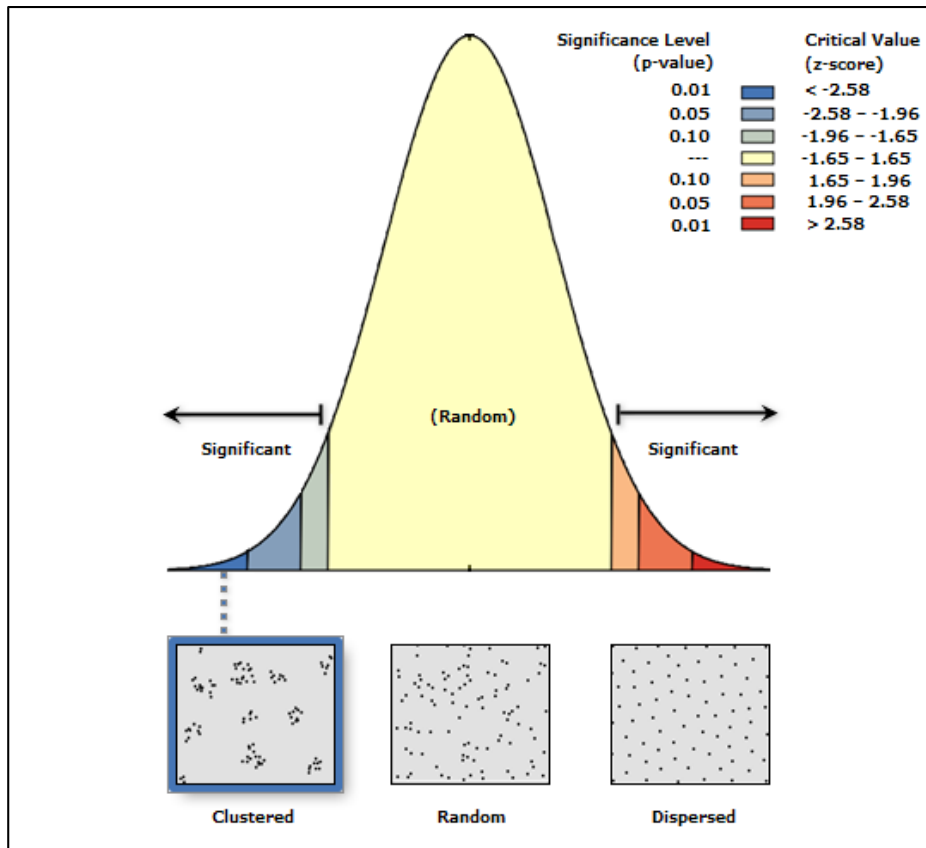 Significance Level Critical Value
(p-value) (z-score)
0.01 < -2.58
0.05 -2.58 – -1.96
0.10 -1.96 – -1.65
--- -1.65 – 1.65
0.10 1.65 – 1.96
0.05 1.96 – 2.58
0.01 > 2.58
(Random)
Significant Significant
Clustered Random Dispersed